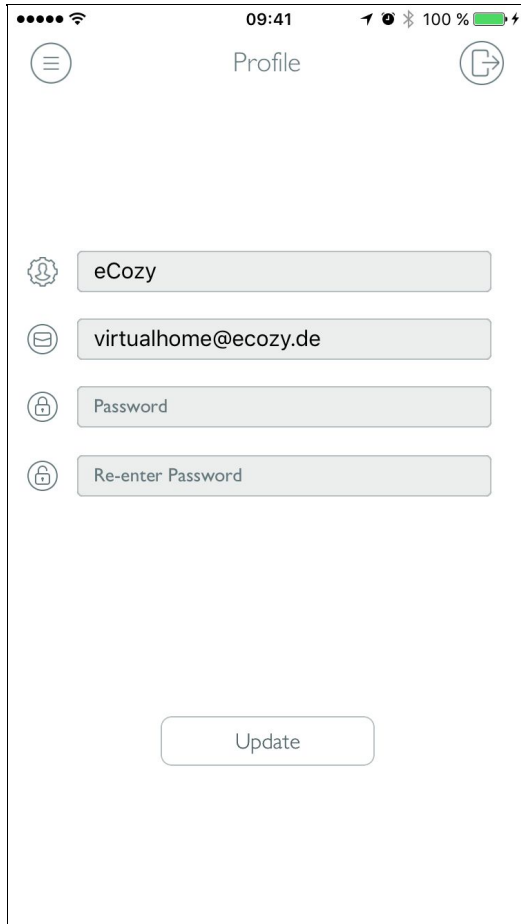 09:41 100 %
Profile
eCozy
virtualhome@ecozy.de
Password
Re-enter Password
Update